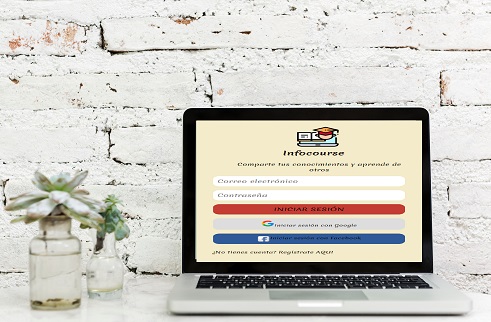 Infocourse
Comparte tus conocimientos y aprende de
otros
Correo electrónico
Contraseña
INICIAR SESIÓN
Iniciar sesión con Google
Iniciar sesión con Facebook
¿No tienes cuenta? Regístrate AQUI